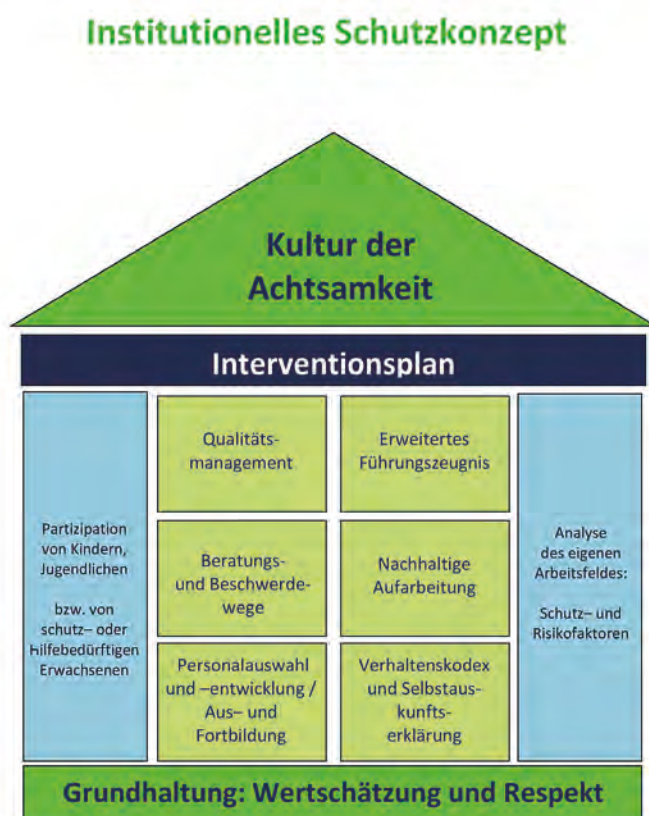 Institutionelles Schutzkonzept
Kultur der
Achtsamkeit
Interventionsplan
Partizipation
von Kindern,
Jugendlichen
bzw. von
schutz– oder
Hilfebedürftigen
Erwachsenen
Qualitäts-
management
Erweitertes
Führungszeugnis
Beratungs-
und Beschwerde-
wege
Nachhaltige
Aufarbeitung
Personalauswahl
und –entwicklung /
Aus– und
Fortbildung
Verhaltenskodex
und Selbstaus-
kunfts-
erklärung
Analyse
des eigenen
Arbeitsfeldes:
Schutz– und
Risikofaktoren
Grundhaltung: Wertschätzung und Respekt